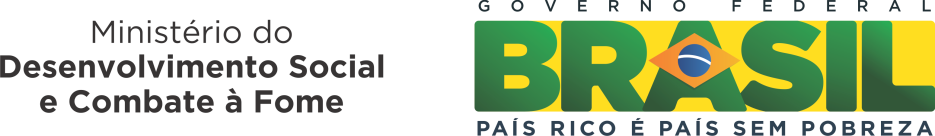 Ministério do
Desenvolvimento Social
e Combate à Fome
GOVERNO FEDERAL
BRASIL
PAÍS RICO É PAÍS SEM POBREZA